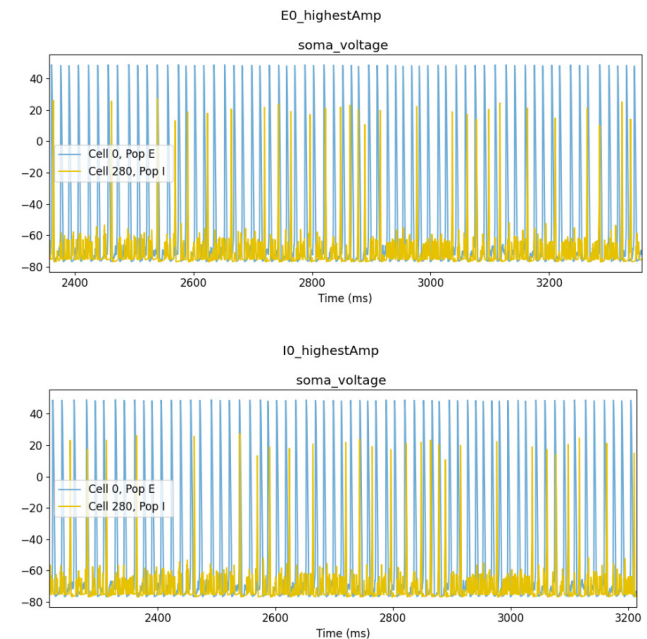 E0_highestAmp
soma_voltage
40
20
0
−20
−40
−60
−80
Cell 0, Pop E
Cell 280, Pop I
2400 2600 2800 3000 3200
Time (ms)
I0_highestAmp
soma_voltage
40
20
0
−20
−40
−60
−80
Cell 0, Pop E
Cell 280, Pop I
2400 2600 2800 3000 3200
Time (ms)